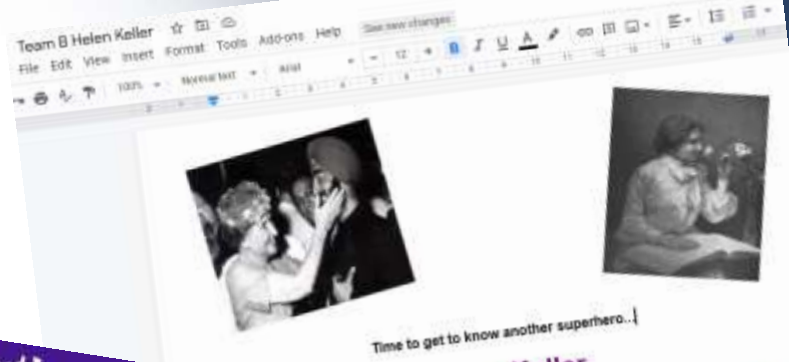 Team B Helen Keller
See new changes
File Edit View Insert Format Tools Add-ons Help
100% Normal text Arial 12 B I U A
Time to get to know another superhero...